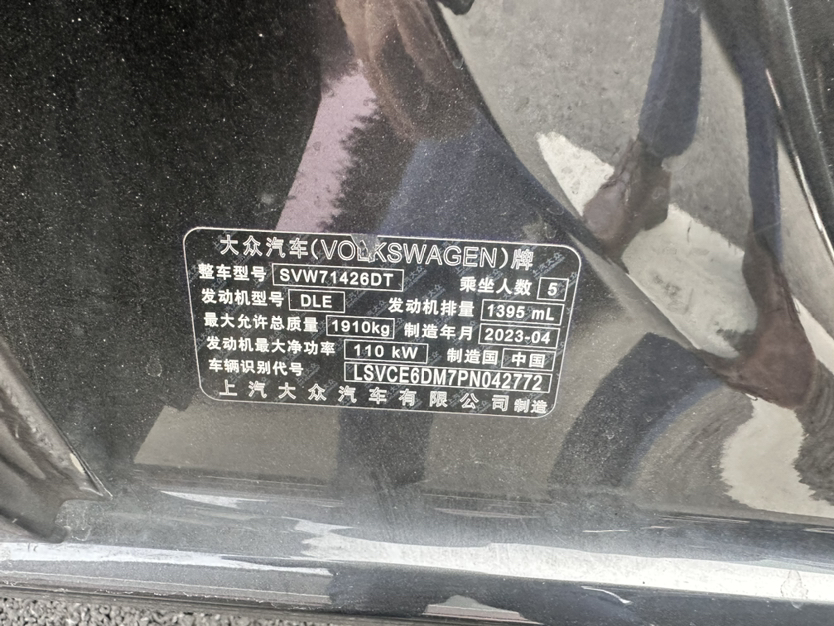 大众汽车(VOLKSWAGEN)牌
整车型号 SVW71426DT 乘坐人数 5
发动机型号 DLE 发动机排量 1395 mL
最大允许总质量 1910kg 制造年月 2023-04
发动机最大净功率 110 kW 制造国 中国
车辆识别代号 LSVCE6DM7PN042772
上汽大众汽车有限公司制造